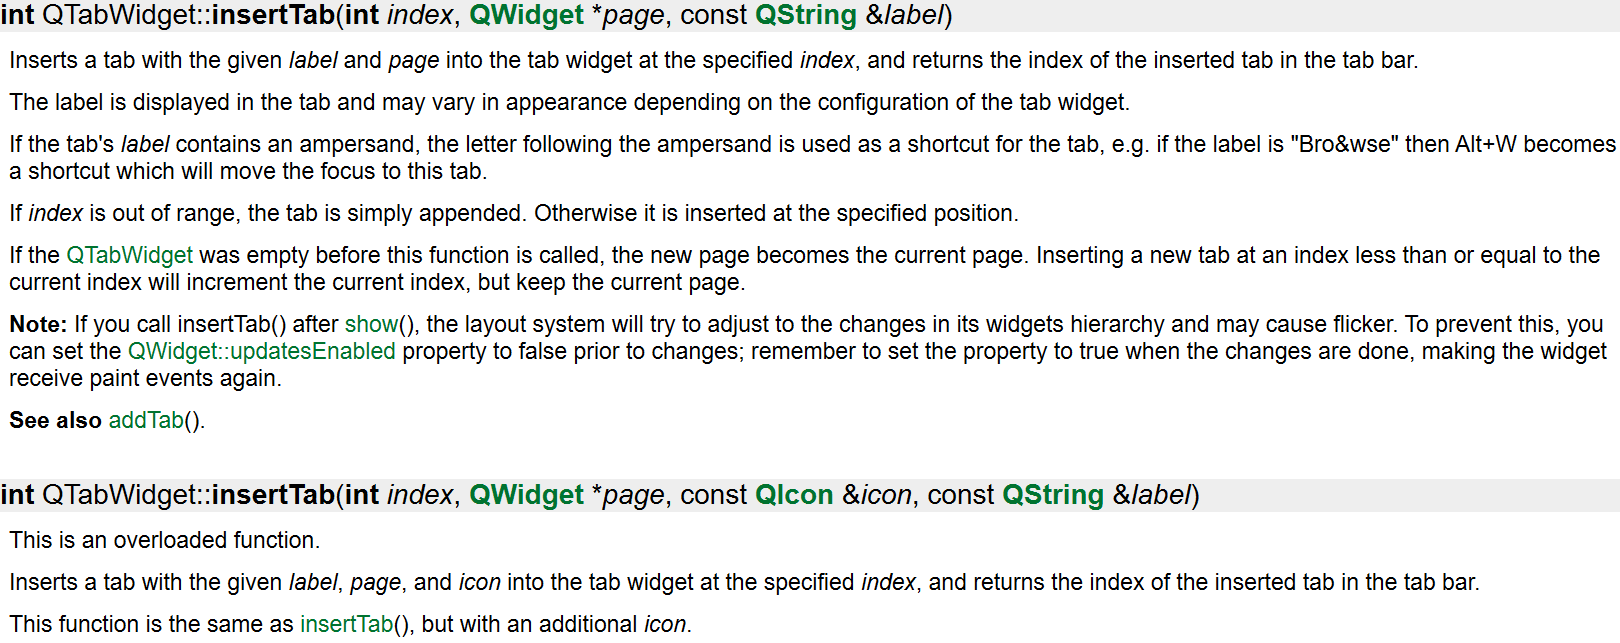 int QTabWidget::insertTab(int index, QWidget *page, const QString &label)
Inserts a tab with the given label and page into the tab widget at the specified index, and returns the index of the inserted tab in the tab bar.
The label is displayed in the tab and may vary in appearance depending on the configuration of the tab widget.
If the tab's label contains an ampersand, the letter following the ampersand is used as a shortcut for the tab, e.g. if the label is "Bro&wse" then Alt+W becomes
a shortcut which will move the focus to this tab.
If index is out of range, the tab is simply appended. Otherwise it is inserted at the specified position.
If the QTabWidget was empty before this function is called, the new page becomes the current page. Inserting a new tab at an index less than or equal to the
current index will increment the current index, but keep the current page.
Note: If you call insertTab() after show(), the layout system will try to adjust to the changes in its widgets hierarchy and may cause flicker. To prevent this, you
can set the QWidget::updatesEnabled property to false prior to changes; remember to set the property to true when the changes are done, making the widget
receive paint events again.
See also addTab().
int QTabWidget::insertTab(int index, QWidget *page, const QIcon &icon, const QString &label)
This is an overloaded function.
Inserts a tab with the given label, page, and icon into the tab widget at the specified index, and returns the index of the inserted tab in the tab bar.
This function is the same as insertTab(), but with an additional icon.